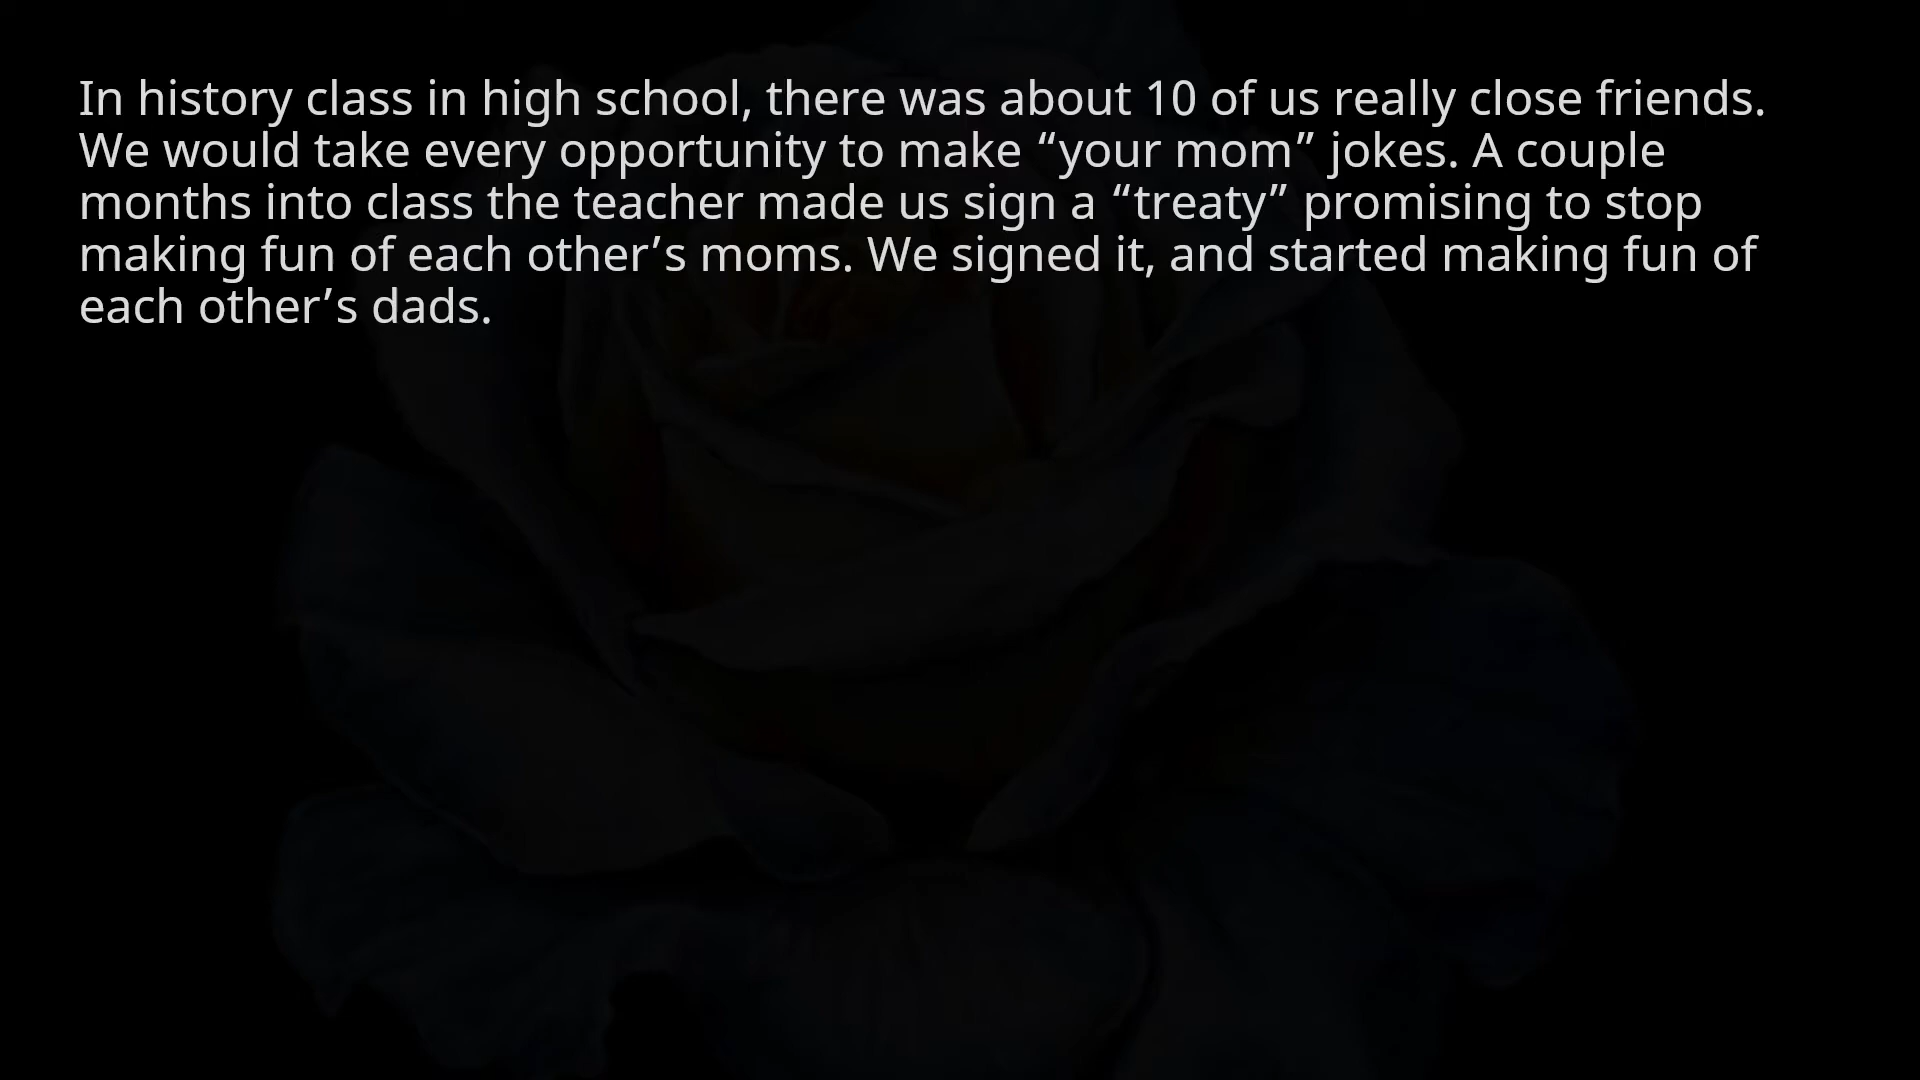 In history class in high school, there was about 10 of us really close friends.
We would take every opportunity to make “your mom” jokes. A couple
months into class the teacher made us sign a “treaty” promising to stop
making fun of each other’s moms. We signed it, and started making fun of
each other’s dads.